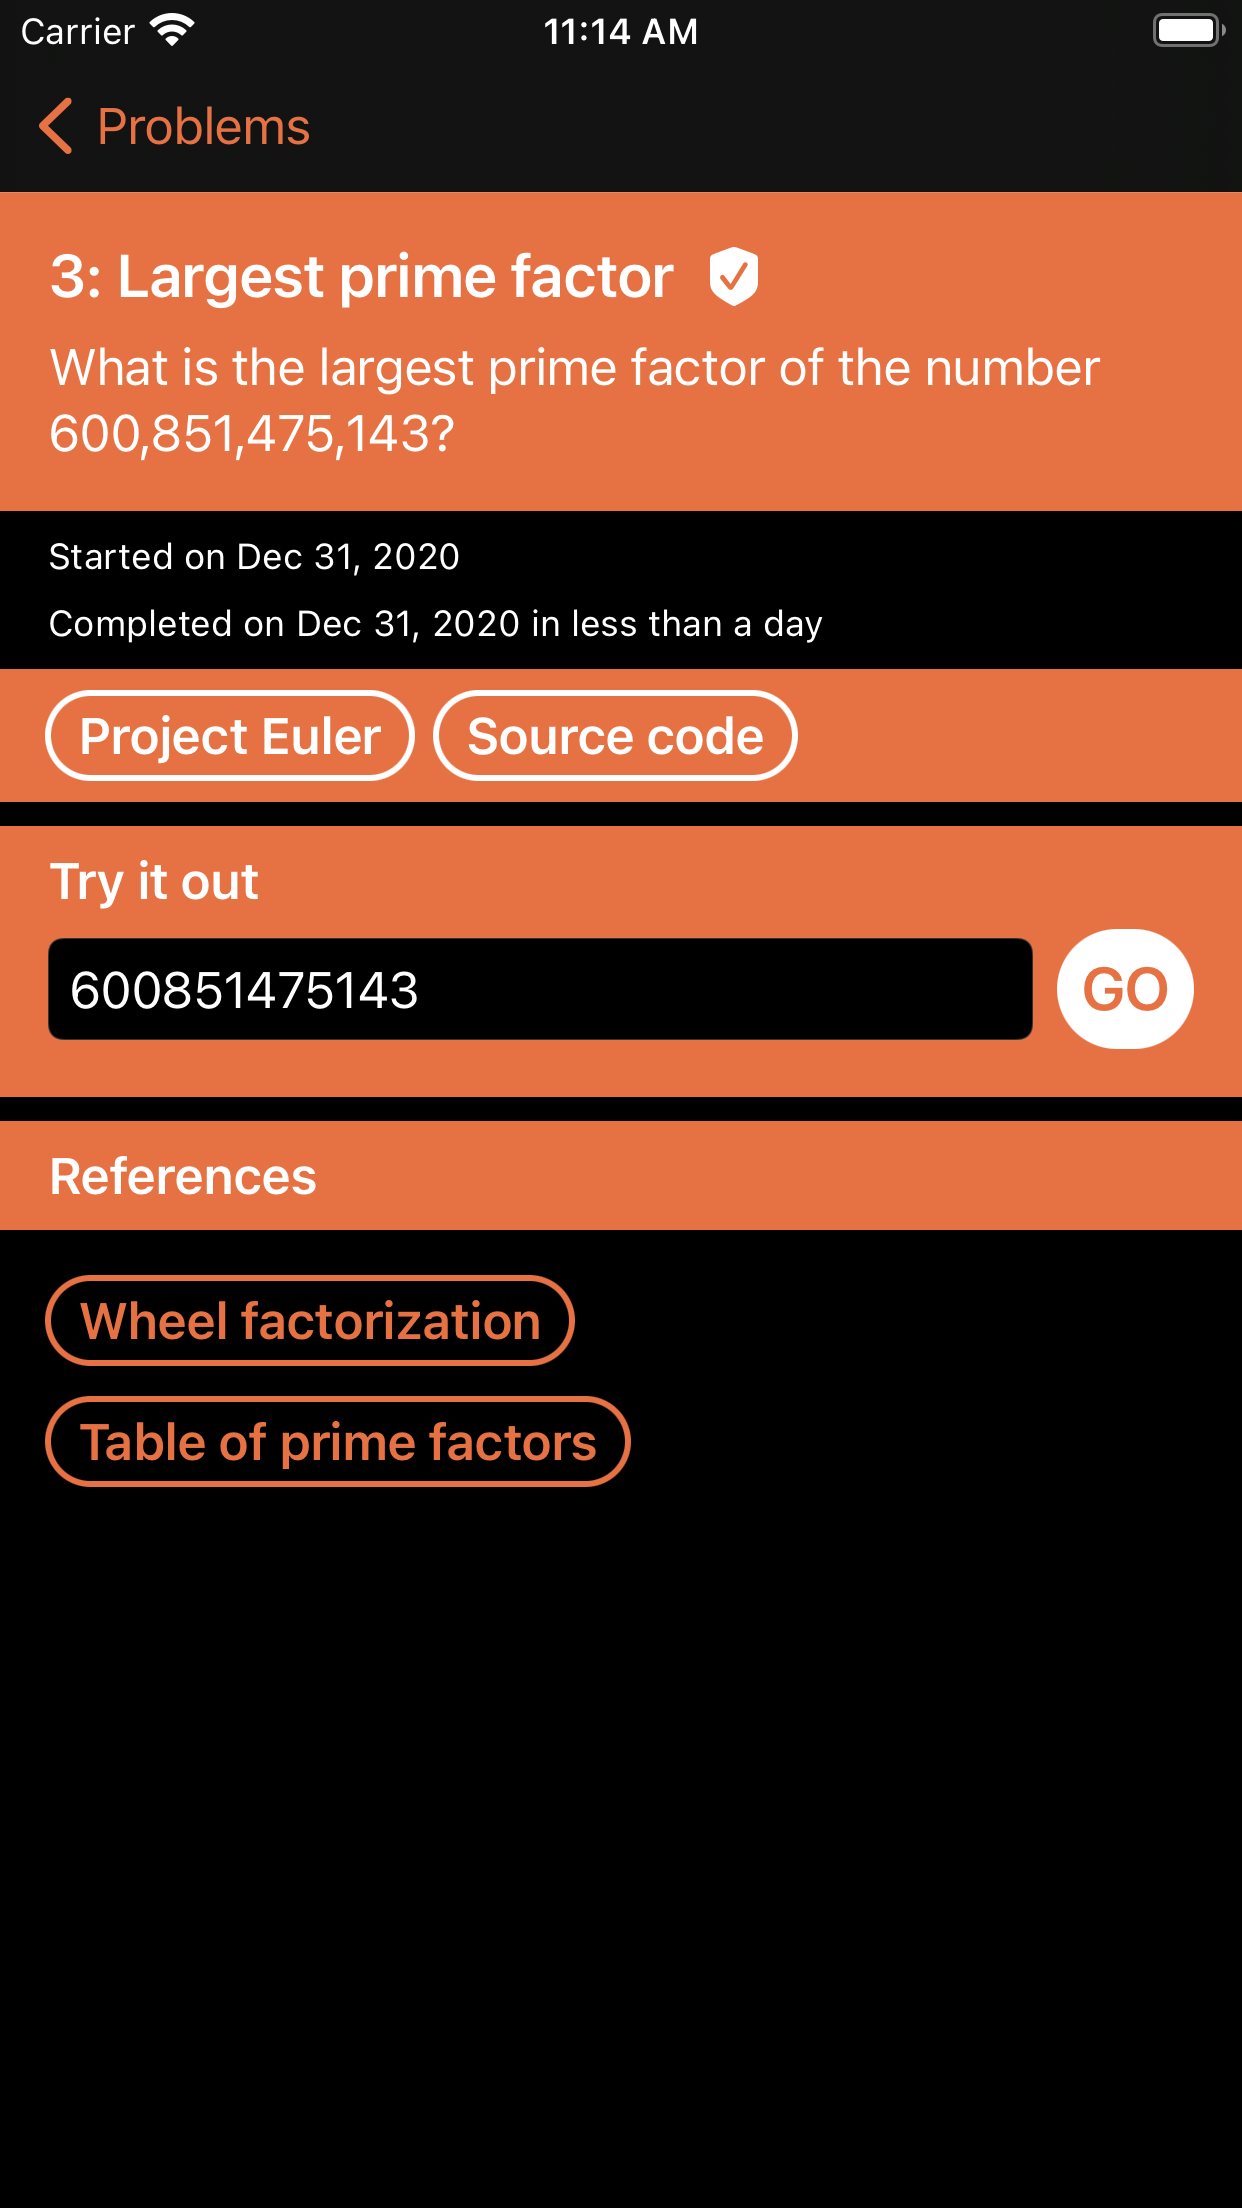 Carrier 11:14 AM
Problems
3: Largest prime factor
What is the largest prime factor of the number
600,851,475,143?
Started on Dec 31, 2020
Completed on Dec 31, 2020 in less than a day
Project Euler Source code
Try it out
600851475143 GO
References
Wheel factorization
Table of prime factors